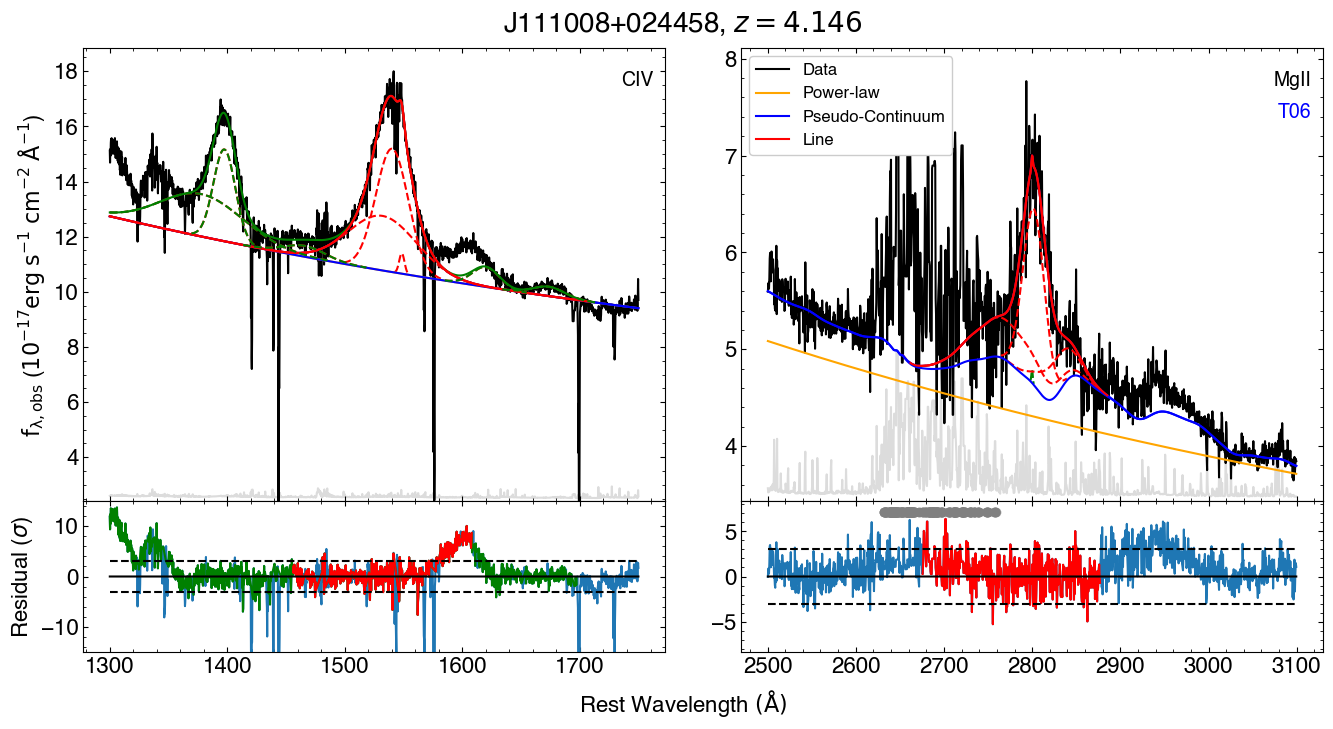 J111008+024458, z = 4.146
CIV
18
16
14
12
10
8
6
4
f_λ,obs (10^−17 erg s^−1 cm^−2 Å^−1)
Data
Power-law
Pseudo-Continuum
Line
MgII
T06
8
7
6
5
4
Residual (σ)
10
0
−10
5
0
−5
1300 1400 1500 1600 1700
2500 2600 2700 2800 2900 3000 3100
Rest Wavelength (Å)